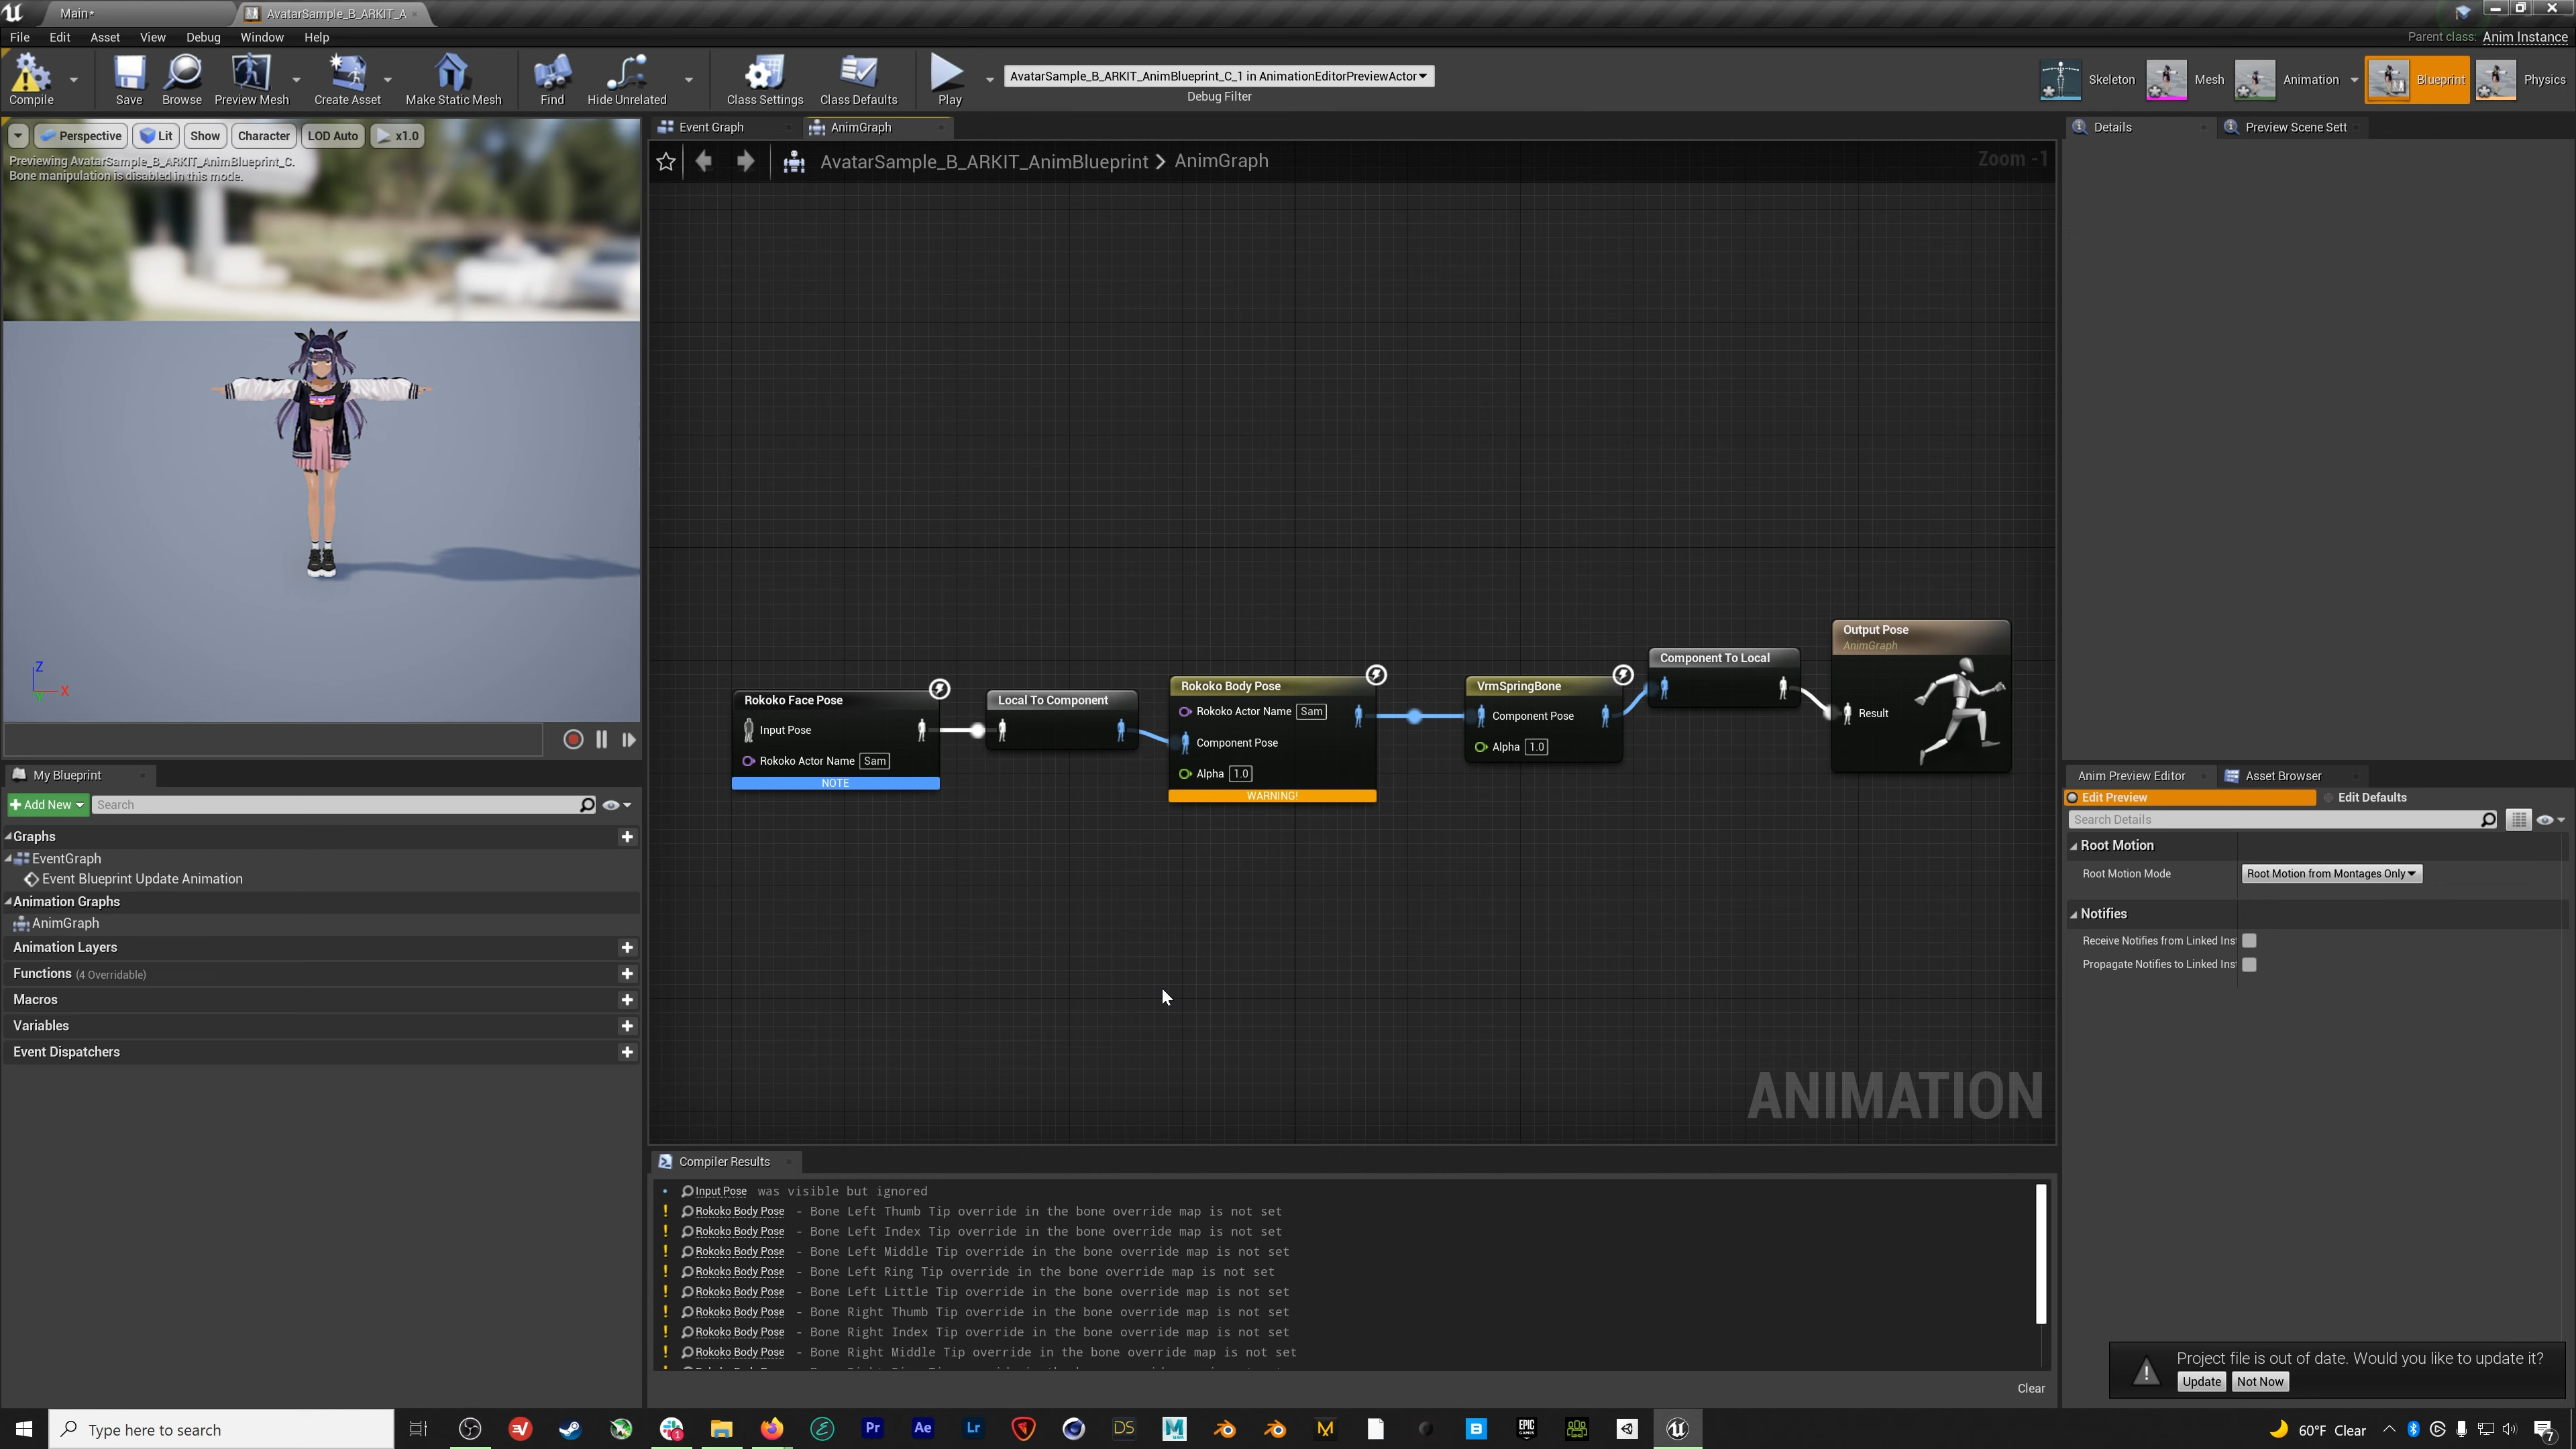 Main*
AvatarSample_B_ARKIT_A
File Edit Asset View Debug Window Help
Parent class: Anim Instance
Compile
Save
Browse
Preview Mesh
Create Asset
Make Static Mesh
Find
Hide Unrelated
Class Settings
Class Defaults
Play
AvatarSample_B_ARKIT_AnimBlueprint_C_1 in AnimationEditorPreviewActor
Debug Filter
Skeleton
Mesh
Animation
Blueprint
Physics
Perspective
Lit
Show
Character
LOD Auto
x1.0
Previewing AvatarSample_B_ARKIT_AnimBlueprint_C.
Bone manipulation is disabled in this mode.
Z
X
Event Graph
AnimGraph
AvatarSample_B_ARKIT_AnimBlueprint > AnimGraph
Zoom -1
Rokoko Face Pose
Input Pose
Rokoko Actor Name Sam
NOTE
Local To Component
Rokoko Body Pose
Rokoko Actor Name Sam
Component Pose
Alpha 1.0
WARNING!
VrmSpringBone
Component Pose
Alpha 1.0
Component To Local
Output Pose
AnimGraph
Result
ANIMATION
My Blueprint
Add New
Search
Graphs
EventGraph
Event Blueprint Update Animation
Animation Graphs
AnimGraph
Animation Layers
Functions (4 Overridable)
Macros
Variables
Event Dispatchers
Compiler Results
Input Pose was visible but ignored
Rokoko Body Pose - Bone Left Thumb Tip override in the bone override map is not set
Rokoko Body Pose - Bone Left Index Tip override in the bone override map is not set
Rokoko Body Pose - Bone Left Middle Tip override in the bone override map is not set
Rokoko Body Pose - Bone Left Ring Tip override in the bone override map is not set
Rokoko Body Pose - Bone Left Little Tip override in the bone override map is not set
Rokoko Body Pose - Bone Right Thumb Tip override in the bone override map is not set
Rokoko Body Pose - Bone Right Index Tip override in the bone override map is not set
Rokoko Body Pose - Bone Right Middle Tip override in the bone override map is not set
Clear
Details
Preview Scene Sett
Anim Preview Editor
Asset Browser
Edit Preview
Edit Defaults
Search Details
Root Motion
Root Motion Mode
Root Motion from Montages Only
Notifies
Receive Notifies from Linked Ins
Propagate Notifies to Linked Ins
Project file is out of date. Would you like to update it?
Update
Not Now
Type here to search
Pr
Ae
Lr
DS
EPIC GAMES
60°F Clear
7